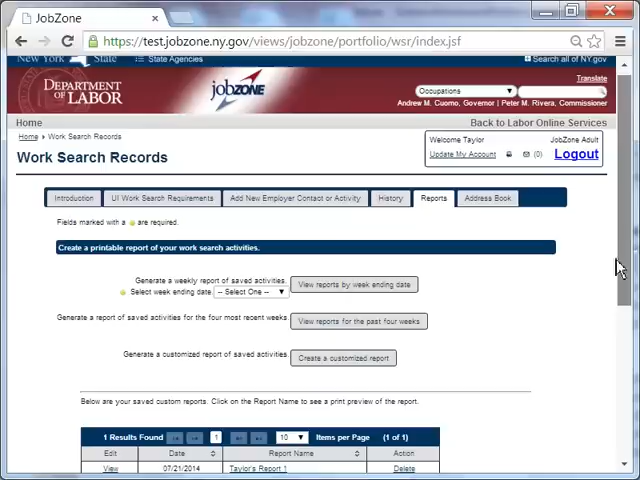 JobZone
https://test.jobzone.ny.gov/views/jobzone/portfolio/wsr/index.jsf
New York State
State Agencies
Search all of NY.gov
Translate
DEPARTMENT OF LABOR
jobZONE
Occupations
Andrew M. Cuomo, Governor | Peter M. Rivera, Commissioner
Home
Back to Labor Online Services
Home Work Search Records
Welcome Taylor
JobZone Adult
Update My Account
(0)
Logout
Work Search Records
Introduction
UI Work Search Requirements
Add New Employer Contact or Activity
History
Reports
Address Book
Fields marked with a are required.
Create a printable report of your work search activities.
Generate a weekly report of saved activities.
Select week ending date
-- Select One --
View reports by week ending date
Generate a report of saved activities for the four most recent weeks.
View reports for the past four weeks
Generate a customized report of saved activities
Create a customized report
Below are your saved custom reports. Click on the Report Name to see a print preview of the report.
1 Results Found
1
10
Items per Page
(1 of 1)
Edit
Date
Report Name
Action
View
07/21/2014
Taylor's Report 1
Delete